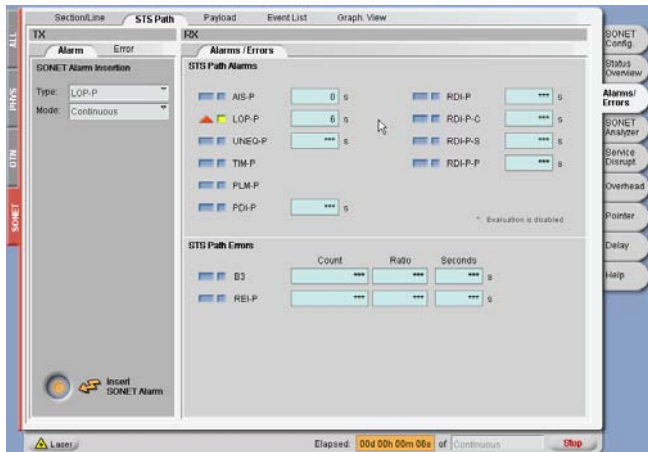 Section/Line STS Path Payload Event List Graph. View
TX
Alarm Error
SONET Alarm Insertion
Type: LOP-P
Mode: Continuous
Insert
SONET Alarm
RX
Alarms / Errors
STS Path Alarms
AIS-P 0 s
LOP-P 6 s
UNEQ-P *** s
TIM-P
PLM-P
PDI-P *** s
RDI-P *** s
RDI-P-C *** s
RDI-P-S *** s
RDI-P-P *** s
*: Evaluation is disabled
STS Path Errors
Count Ratio Seconds
B3 *** *** *** s
REI-P *** *** *** s
ALL
PHYS
OTN
SONET
SONET
Config.
Status
Overview
Alarms/
Errors
SONET
Analyzer
Service
Disrupt.
Overhead
Pointer
Delay
Help
Laser
Elapsed: 00d 00h 00m 06s of Continuous Stop